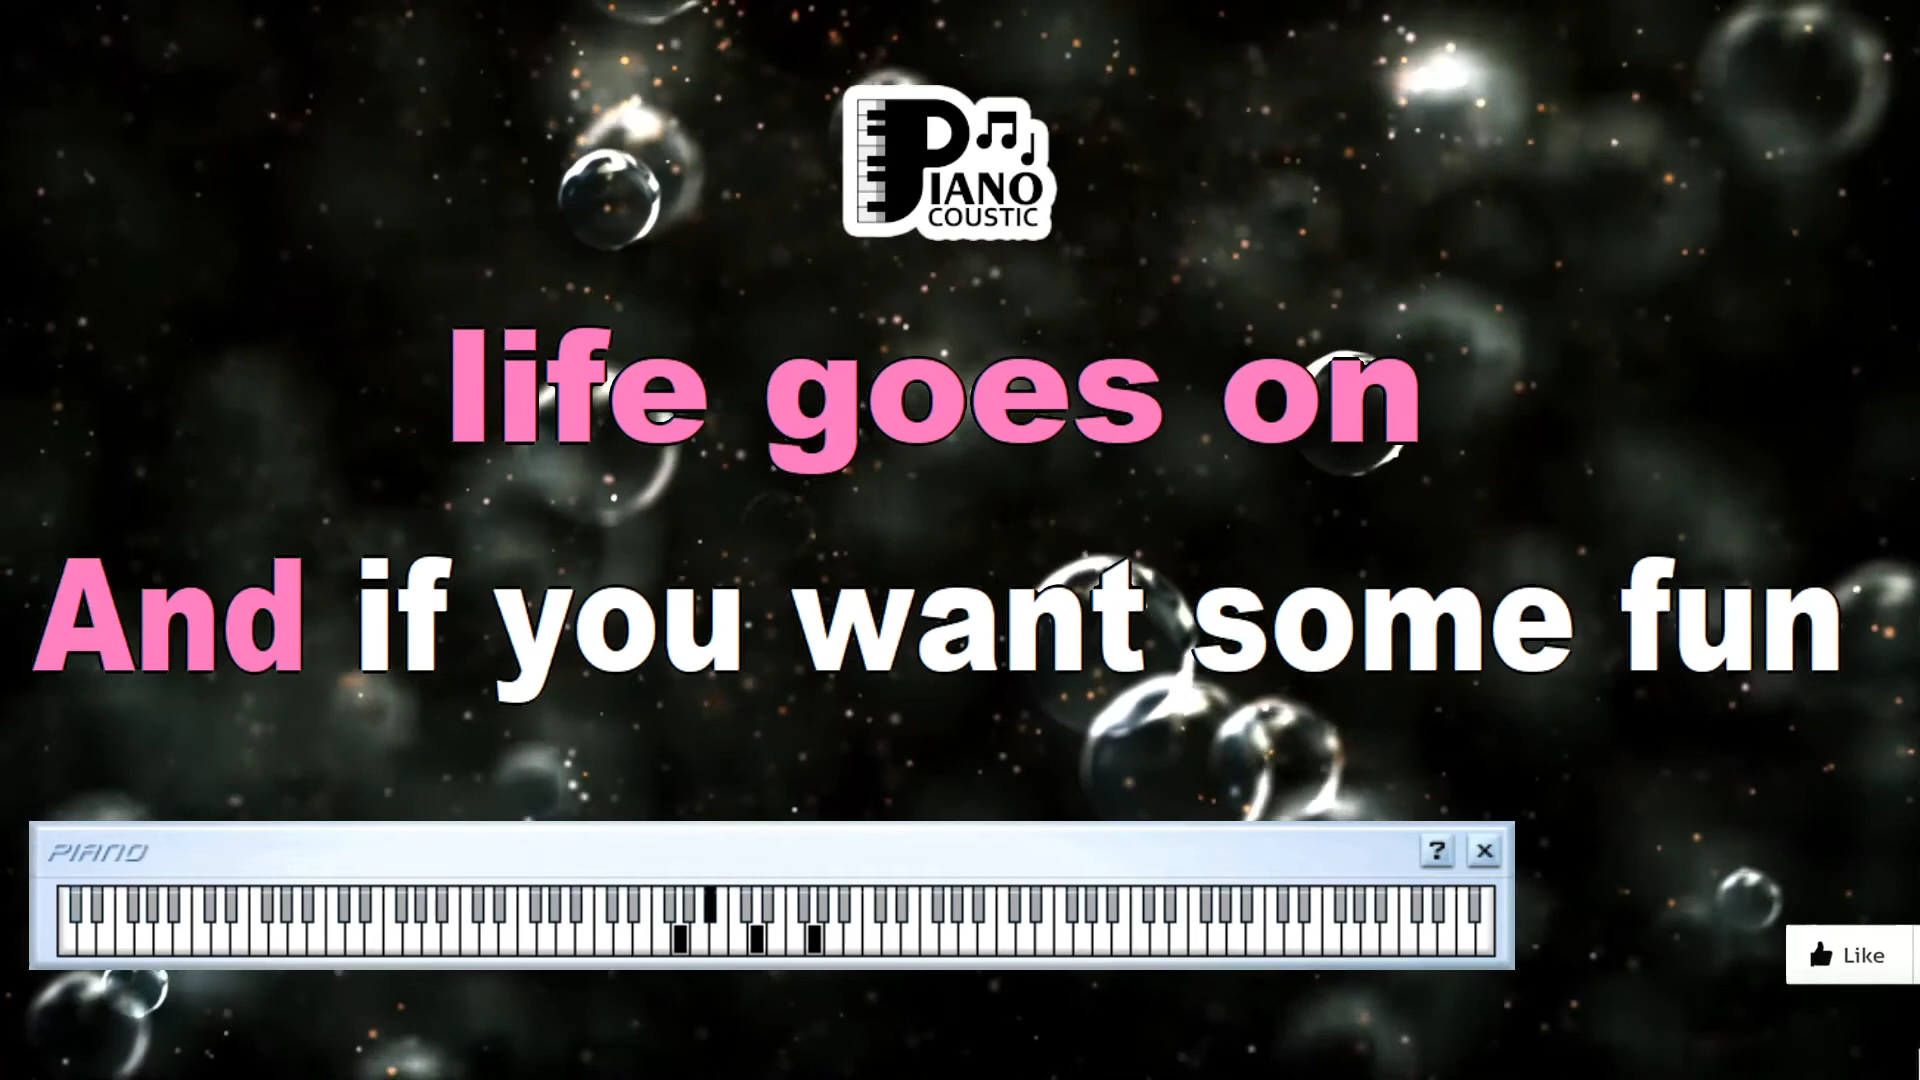 PIANO
COUSTIC
life goes on
And if you want some fun
PIANO
? x
Like